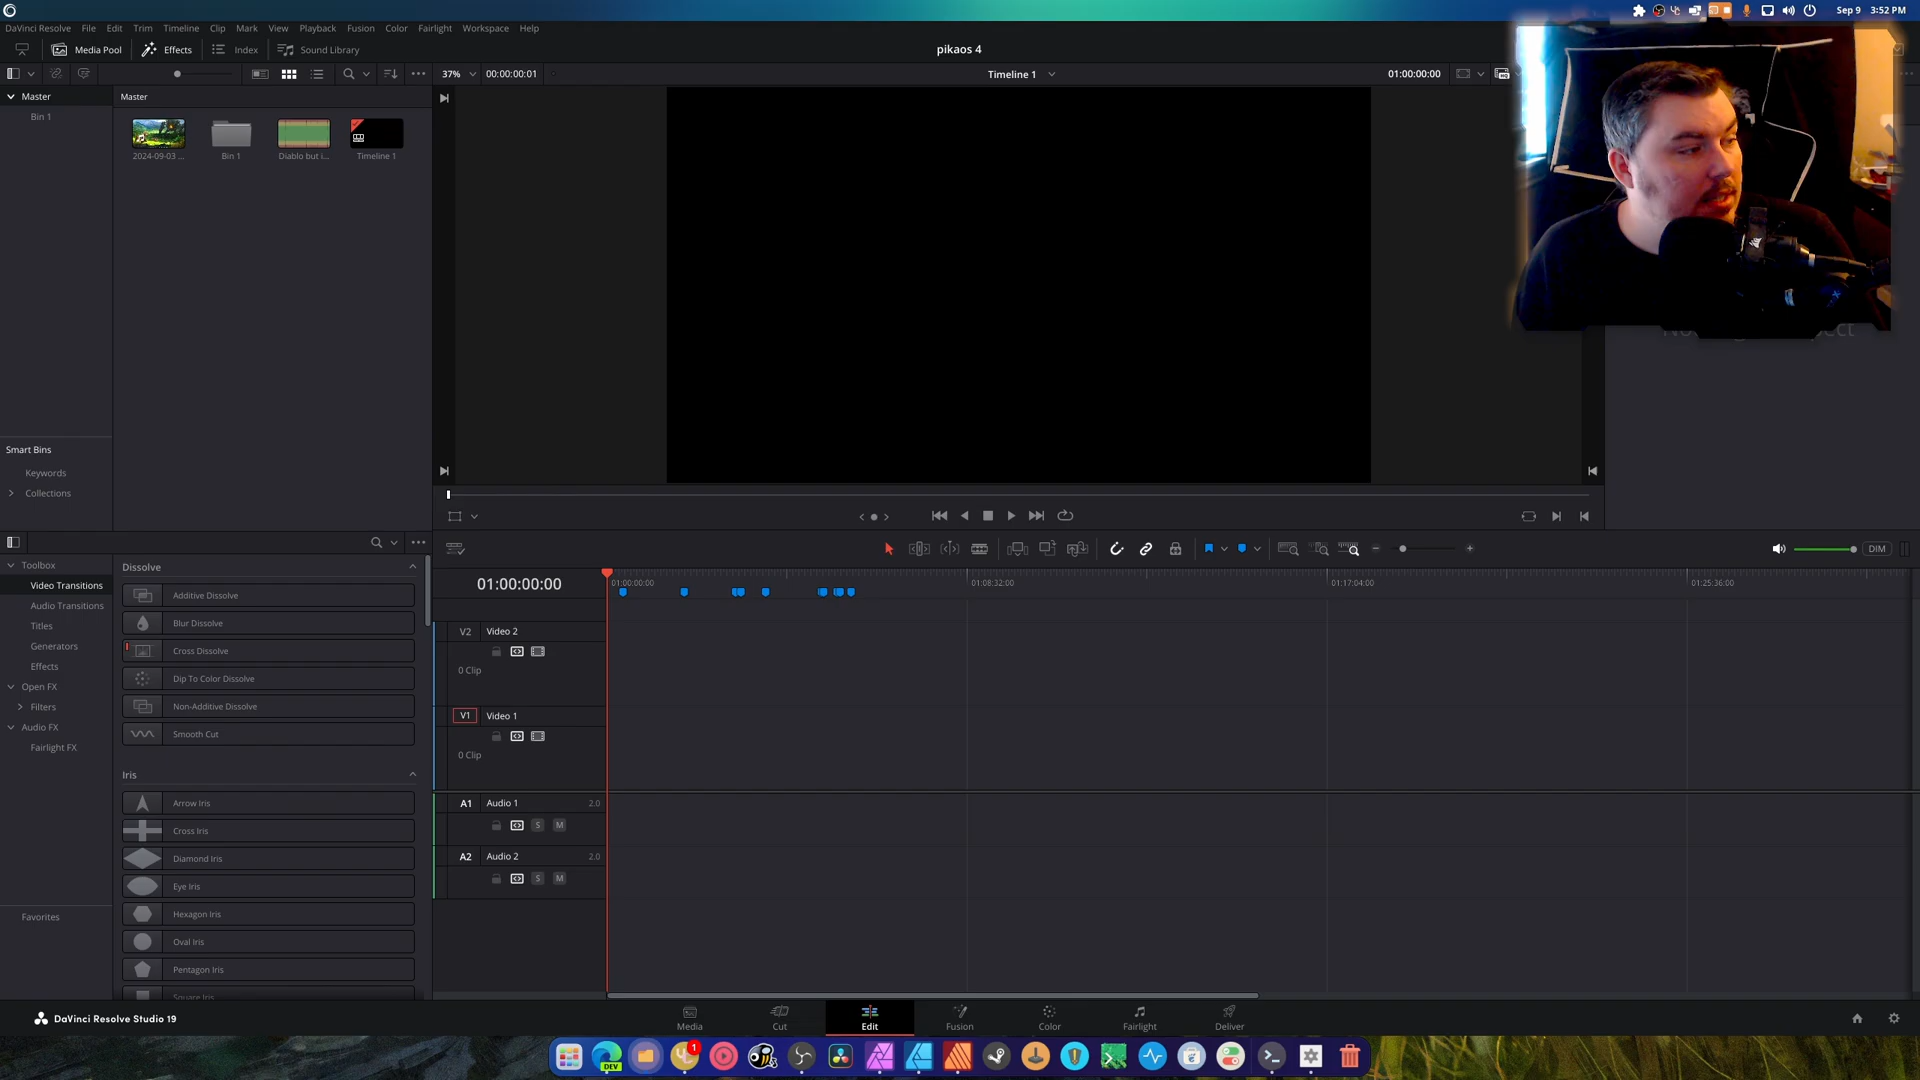 Sep 9 3:52 PM
DaVinci Resolve File Edit Trim Timeline Clip Mark View Playback Fusion Color Fairlight Workspace Help
Media Pool Effects Index Sound Library
pikaos 4
37% 00:00:00:01
Timeline 1
01:00:00:00
Master
Bin 1
Master
2024-09-03 ...
Bin 1
Diablo but i...
Timeline 1
Smart Bins
Keywords
Collections
Toolbox
Video Transitions
Audio Transitions
Titles
Generators
Effects
Open FX
Filters
Audio FX
Fairlight FX
Favorites
Dissolve
Additive Dissolve
Blur Dissolve
Cross Dissolve
Dip To Color Dissolve
Non-Additive Dissolve
Smooth Cut
Iris
Arrow Iris
Cross Iris
Diamond Iris
Eye Iris
Hexagon Iris
Oval Iris
Pentagon Iris
Square Iris
DIM
01:00:00:00
01:00:00:00 01:08:32:00 01:17:04:00 01:25:36:00
V2 Video 2
0 Clip
V1 Video 1
0 Clip
A1 Audio 1 2.0
S M
A2 Audio 2 2.0
S M
DaVinci Resolve Studio 19
Media Cut Edit Fusion Color Fairlight Deliver
DEV
1